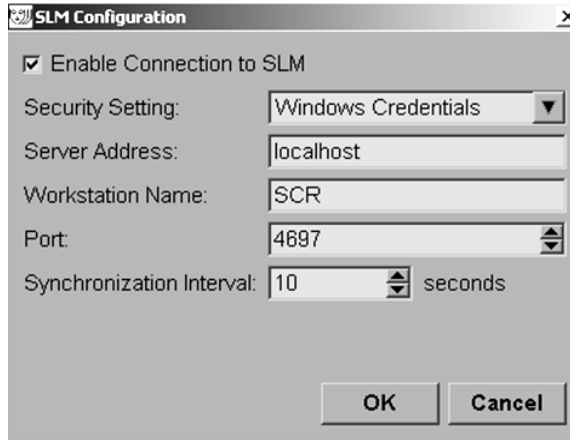 SLM Configuration
Enable Connection to SLM
Security Setting: Windows Credentials
Server Address: localhost
Workstation Name: SCR
Port: 4697
Synchronization Interval: 10 seconds
OK Cancel